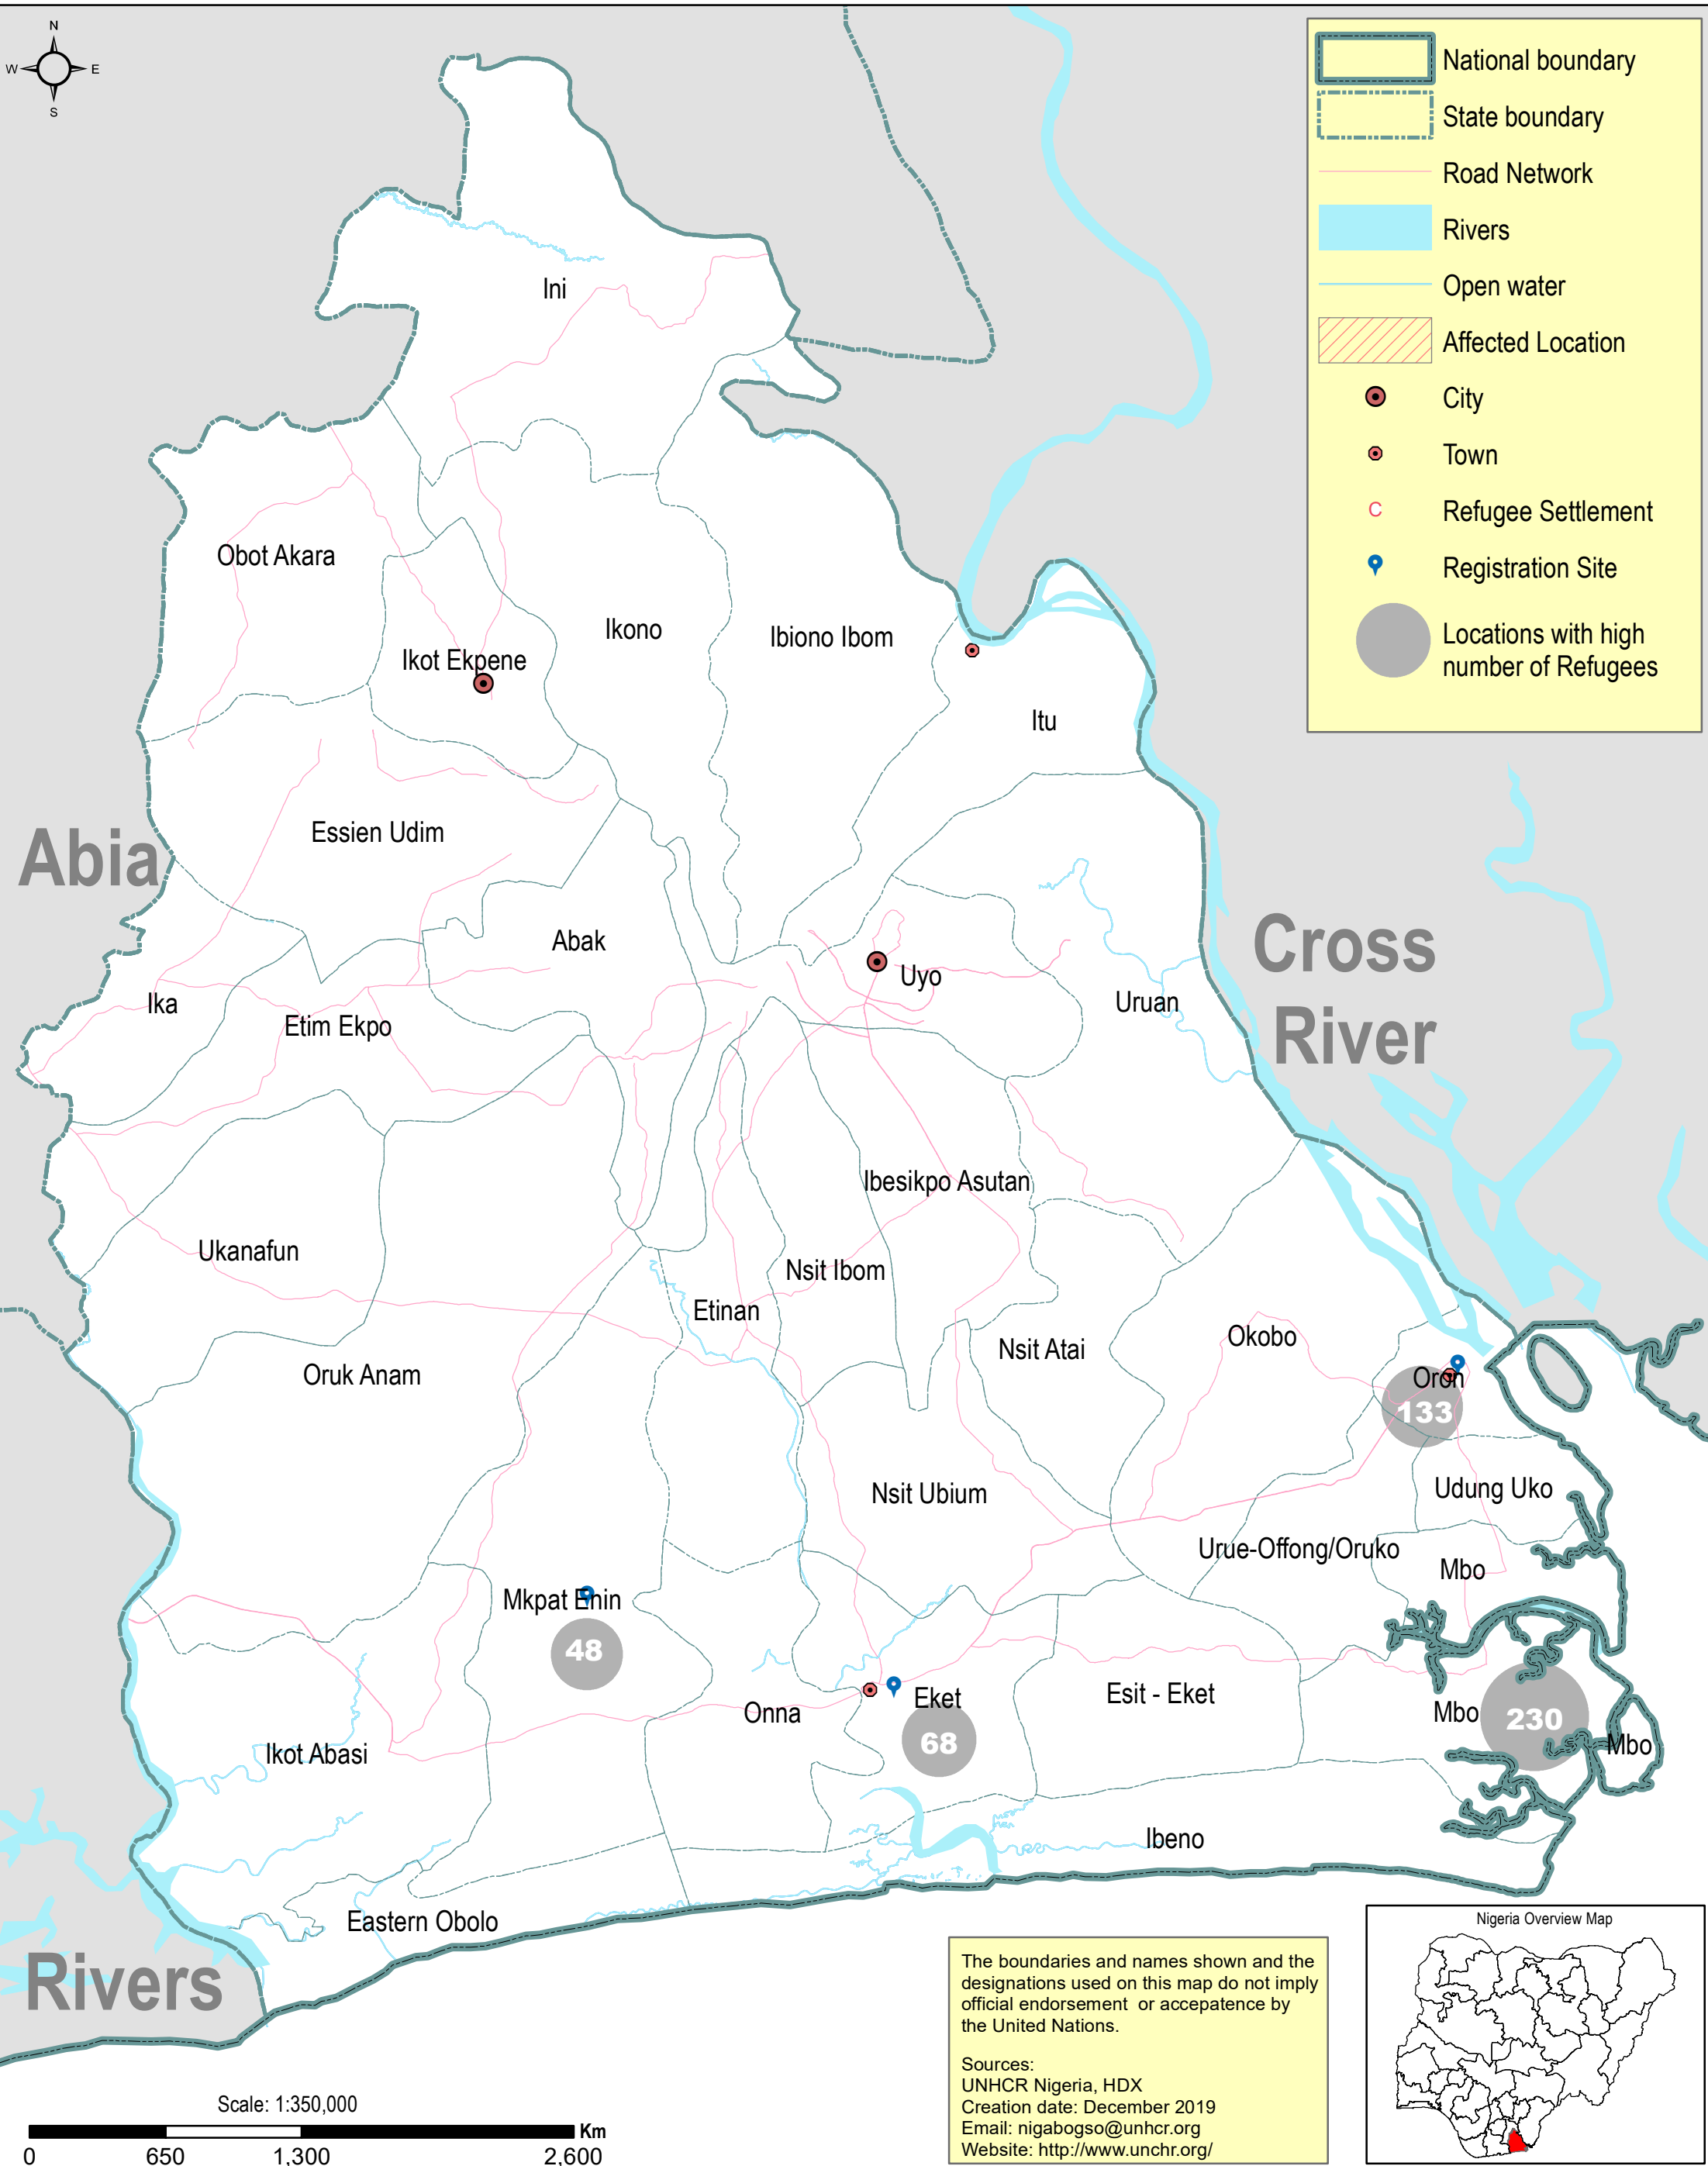 N
W E
S
National boundary
State boundary
Road Network
Rivers
Open water
Affected Location
City
Town
C
Refugee Settlement
Registration Site
Locations with high
number of Refugees
Ini
Obot Akara
Ikot Ekpene
Ikono
Ibiono Ibom
Itu
Essien Udim
Abia
Cross
River
Abak
Uyo
Ika
Etim Ekpo
Uruan
Ibesikpo Asutan
Ukanafun
Nsit Ibom
Etinan
Nsit Atai
Okobo
Oruk Anam
Oron
133
Nsit Ubium
Udung Uko
Urue-Offong/Oruko
Mbo
Mkpat Enin
48
Eket
68
Esit - Eket
Onna
Mbo
230
Mbo
Ikot Abasi
Ibeno
Eastern Obolo
Rivers
Nigeria Overview Map
The boundaries and names shown and the
designations used on this map do not imply
official endorsement or accepatence by
the United Nations.
Sources:
UNHCR Nigeria, HDX
Creation date: December 2019
Email: nigabogso@unhcr.org
Website: http://www.unchr.org/
Scale: 1:350,000
Km
0 650 1,300 2,600